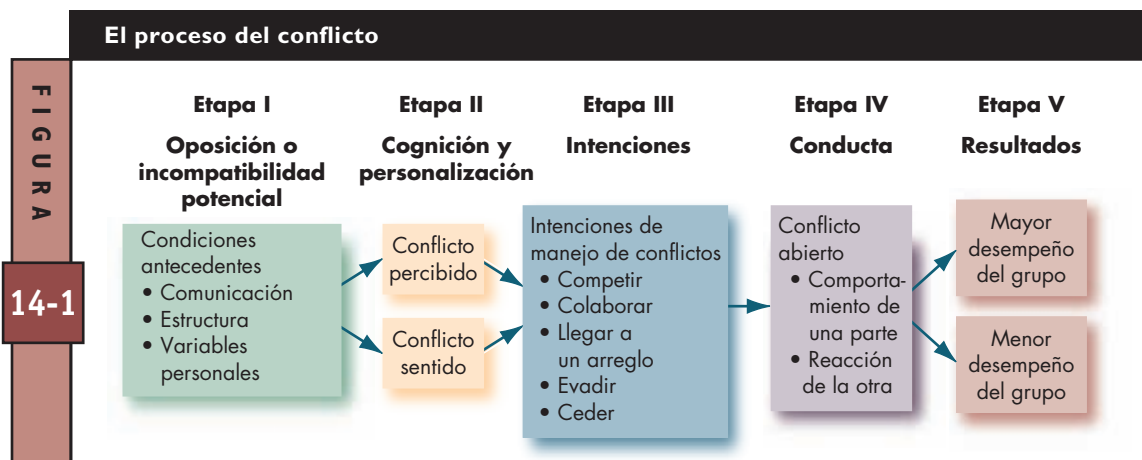 El proceso del conflicto
FIGURA
14-1
Etapa I
Oposición o
incompatibilidad
potencial
Condiciones
antecedentes
• Comunicación
• Estructura
• Variables
personales
Etapa II
Cognición y
personalización
Conflicto
percibido
Conflicto
sentido
Etapa III
Intenciones
Intenciones de
manejo de conflictos
• Competir
• Colaborar
• Llegar a
un arreglo
• Evadir
• Ceder
Etapa IV
Conducta
Conflicto
abierto
• Comporta-
miento de
una parte
• Reacción
de la otra
Etapa V
Resultados
Mayor
desempeño
del grupo
Menor
desempeño
del grupo